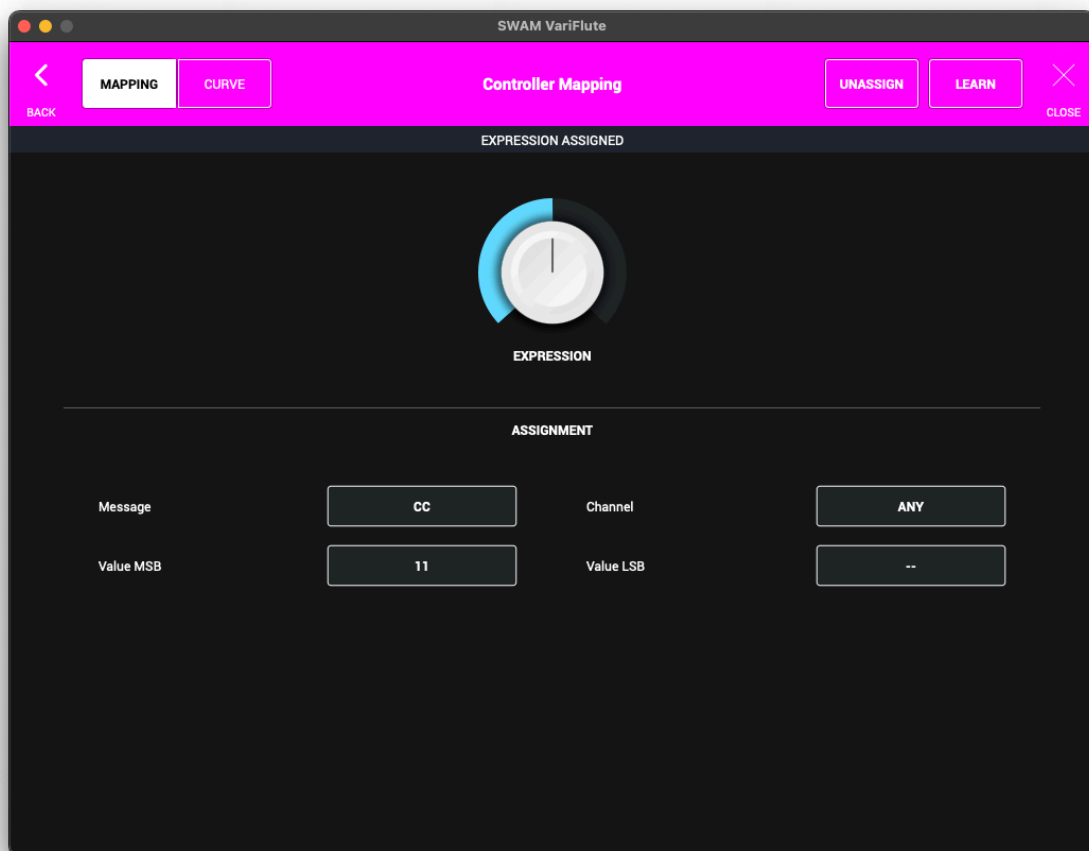 SWAM VariFlute
BACK
MAPPING
CURVE
Controller Mapping
UNASSIGN
LEARN
CLOSE
EXPRESSION ASSIGNED
EXPRESSION
ASSIGNMENT
Message
CC
Channel
ANY
Value MSB
11
Value LSB
--